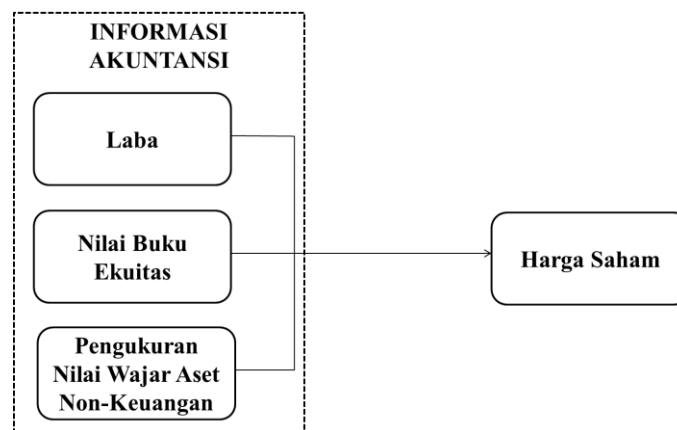 INFORMASI
AKUNTANSI
Laba
Nilai Buku
Ekuitas
Pengukuran
Nilai Wajar Aset
Non-Keuangan
Harga Saham